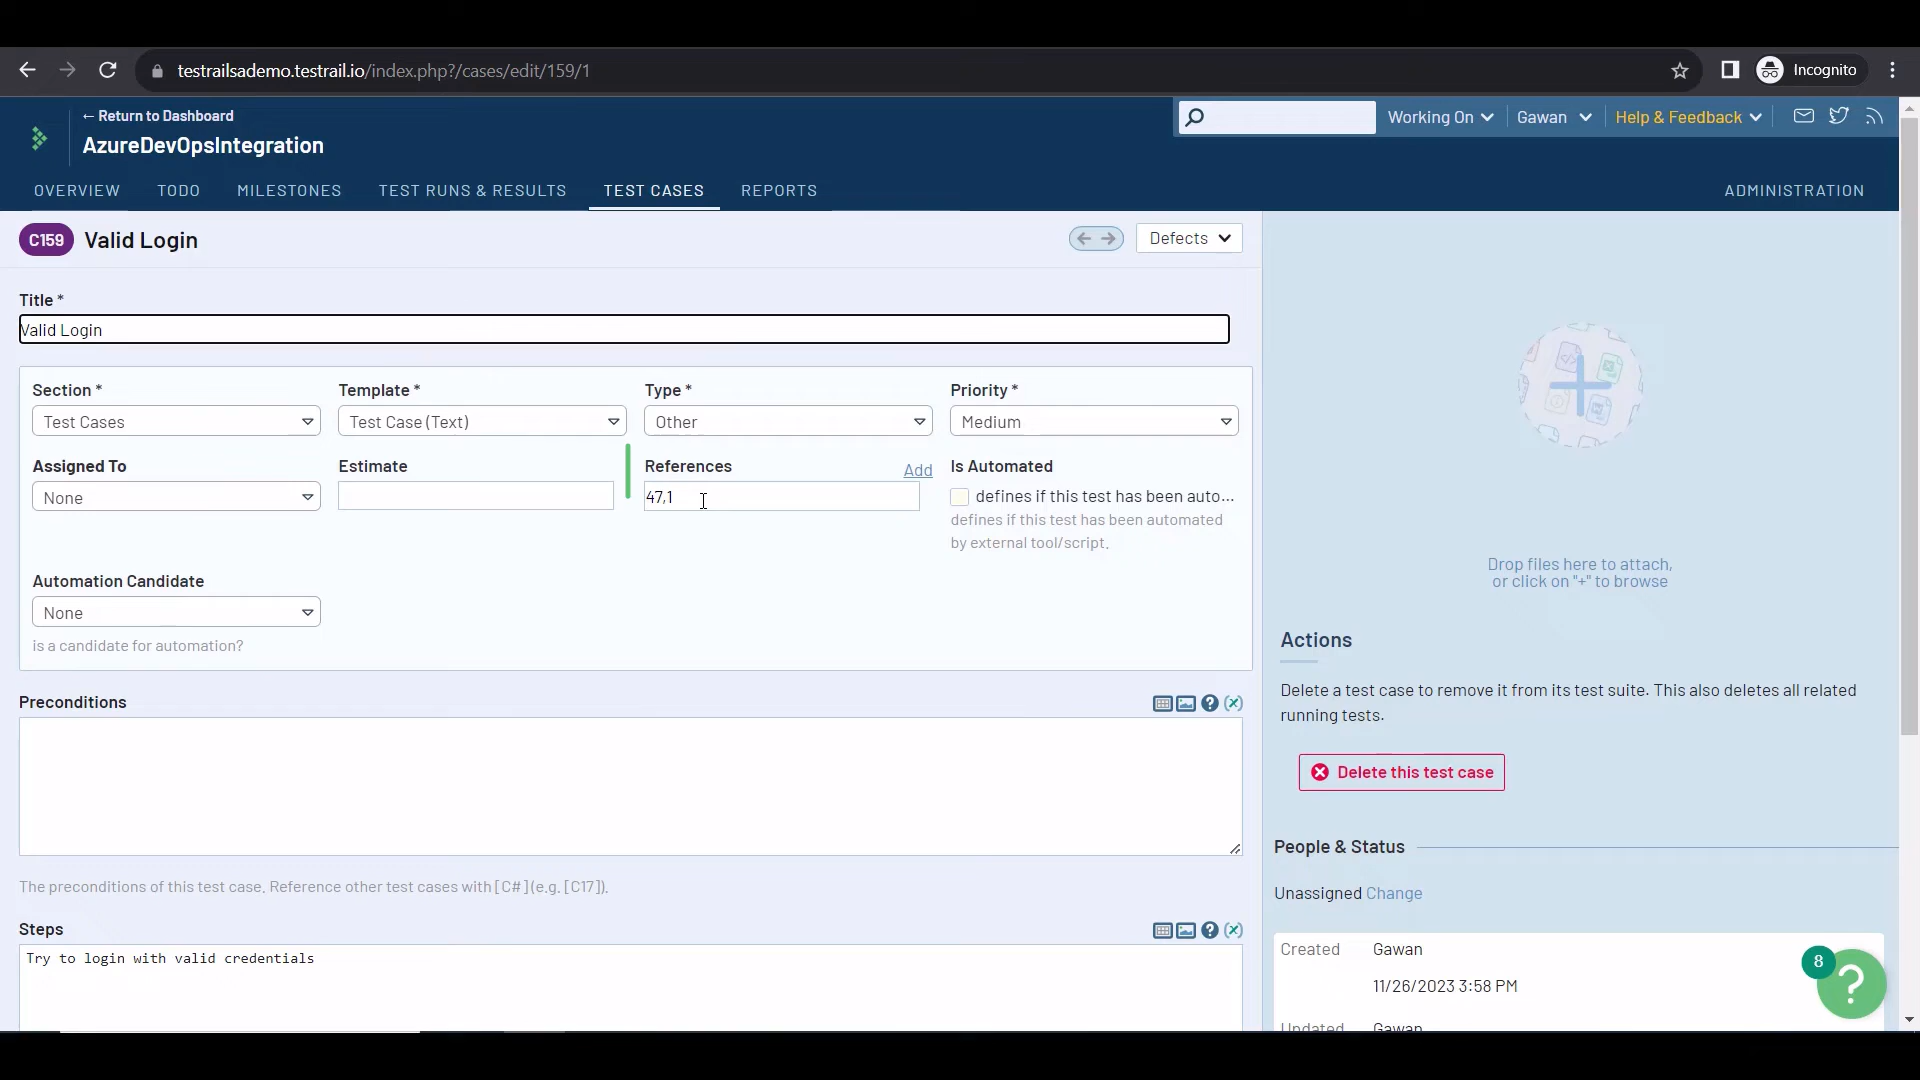 testrailsademo.testrail.io/index.php?/cases/edit/159/1
Incognito
← Return to Dashboard
AzureDevOpsIntegration
Working On
Gawan
Help & Feedback
OVERVIEW
TODO
MILESTONES
TEST RUNS & RESULTS
TEST CASES
REPORTS
ADMINISTRATION
C159
Valid Login
Defects
Title *
Valid Login
Section *
Template *
Type *
Priority *
Test Cases
Test Case (Text)
Other
Medium
Assigned To
Estimate
References
Add
Is Automated
None
47,1
defines if this test has been auto...
defines if this test has been automated
by external tool/script.
Automation Candidate
None
is a candidate for automation?
Preconditions
The preconditions of this test case. Reference other test cases with [C#] (e.g. [C17]).
Steps
Try to login with valid credentials
Drop files here to attach,
or click on "+" to browse
Actions
Delete a test case to remove it from its test suite. This also deletes all related
running tests.
Delete this test case
People & Status
Unassigned Change
Created
Gawan
11/26/2023 3:58 PM
Updated
Gawan
8